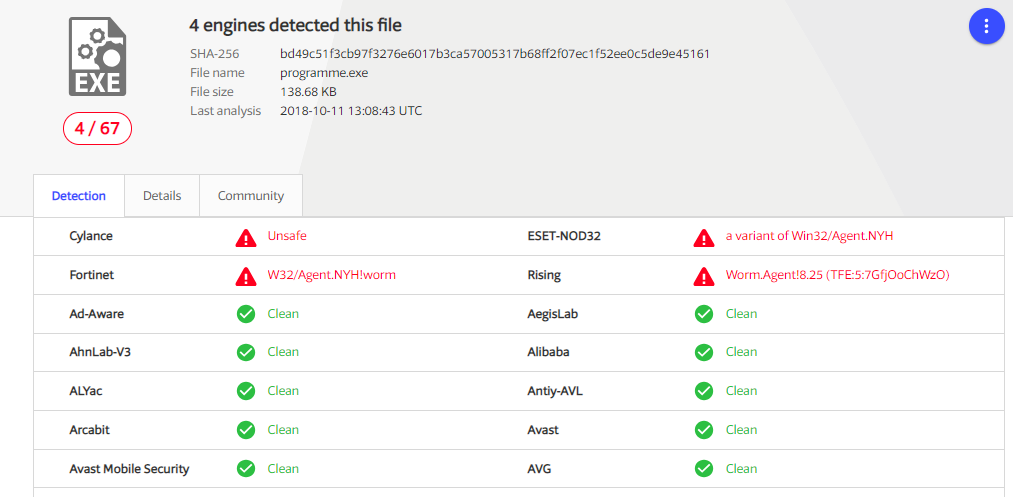 4 engines detected this file
SHA-256 bd49c51f3cb97f3276e6017b3ca57005317b68ff2f07ec1f52ee0c5de9e45161
File name programme.exe
File size 138.68 KB
Last analysis 2018-10-11 13:08:43 UTC
EXE
4 / 67
Detection Details Community
Cylance Unsafe ESET-NOD32 a variant of Win32/Agent.NYH
Fortinet W32/Agent.NYH!worm Rising Worm.Agent!8.25 (TFE:5:7GfjOoChWzO)
Ad-Aware Clean AegisLab Clean
AhnLab-V3 Clean Alibaba Clean
ALYac Clean Antiy-AVL Clean
Arcabit Clean Avast Clean
Avast Mobile Security Clean AVG Clean